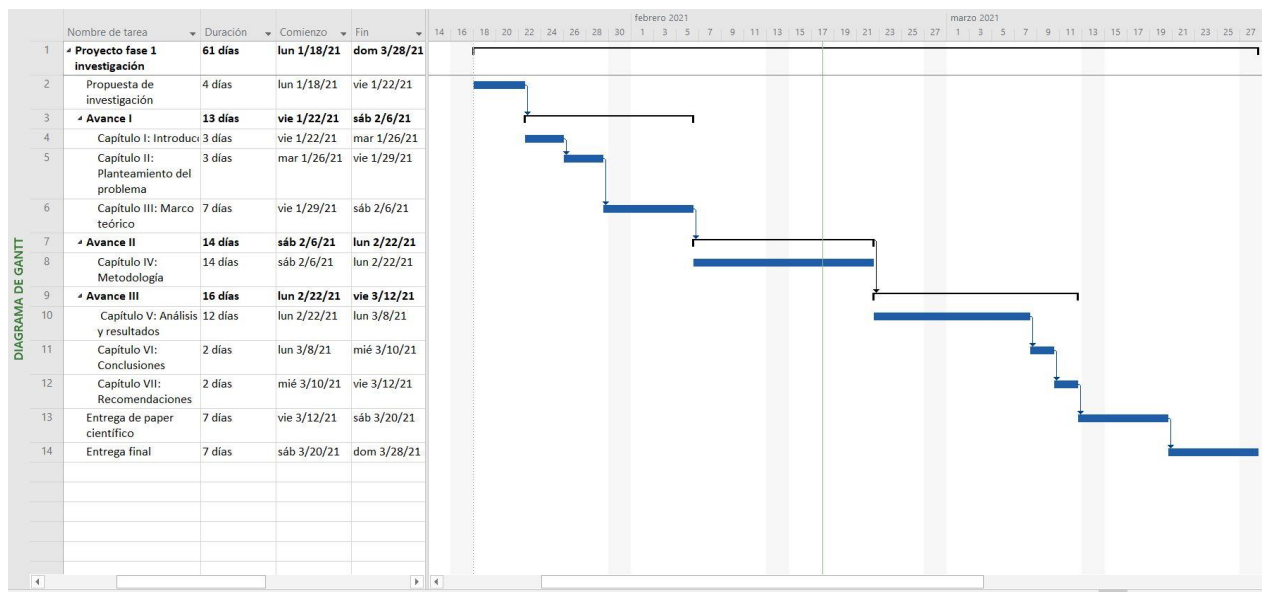 febrero 2021 marzo 2021
Nombre de tarea Duración Comienzo Fin 14 16 18 20 22 24 26 28 30 1 3 5 7 9 11 13 15 17 19 21 23 25 27 1 3 5 7 9 11 13 15 17 19 21 23 25 27
1 Proyecto fase 1 61 días lun 1/18/21 dom 3/28/21
investigación
2 Propuesta de 4 días lun 1/18/21 vie 1/22/21
investigación
3 Avance I 13 días vie 1/22/21 sáb 2/6/21
4 Capítulo I: Introduc 3 días vie 1/22/21 mar 1/26/21
5 Capítulo II: 3 días mar 1/26/21 vie 1/29/21
Planteamiento del
problema
6 Capítulo III: Marco 7 días vie 1/29/21 sáb 2/6/21
teórico
7 Avance II 14 días sáb 2/6/21 lun 2/22/21
8 Capítulo IV: 14 días sáb 2/6/21 lun 2/22/21
Metodología
9 Avance III 16 días lun 2/22/21 vie 3/12/21
10 Capítulo V: Análisis 12 días lun 2/22/21 lun 3/8/21
y resultados
11 Capítulo VI: 2 días lun 3/8/21 mié 3/10/21
Conclusiones
12 Capítulo VII: 2 días mié 3/10/21 vie 3/12/21
Recomendaciones
13 Entrega de paper 7 días vie 3/12/21 sáb 3/20/21
científico
14 Entrega final 7 días sáb 3/20/21 dom 3/28/21
DIAGRAMA DE GANTT